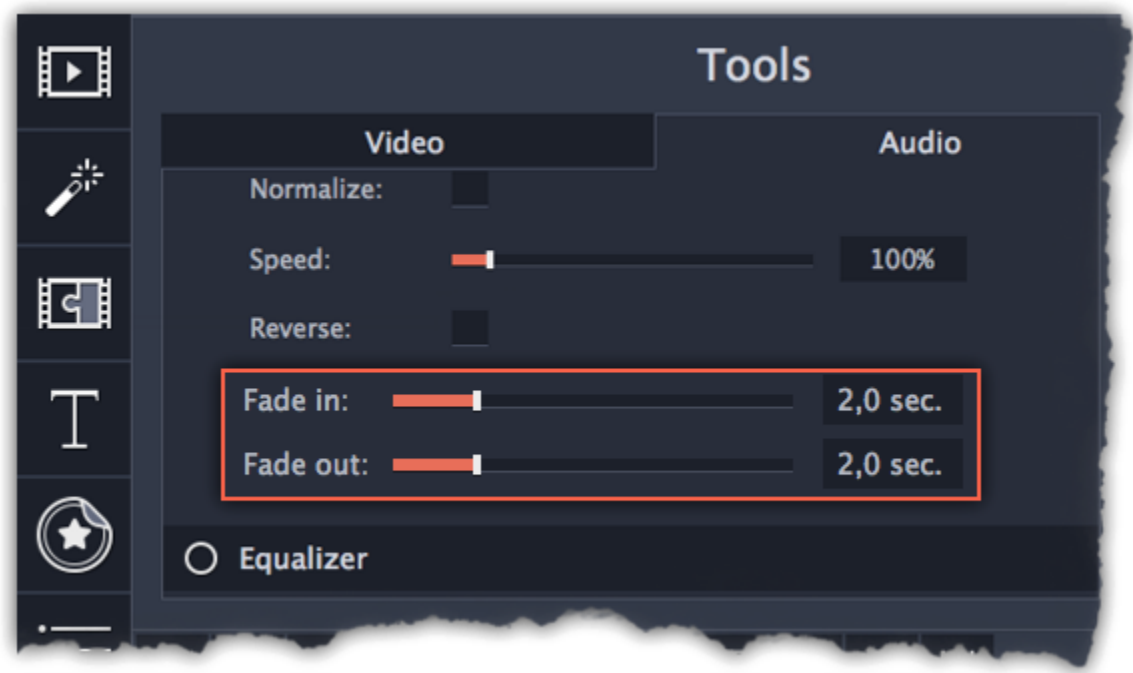 Tools
Video Audio
Normalize:
Speed: 100%
Reverse:
Fade in: 2,0 sec.
Fade out: 2,0 sec.
Equalizer